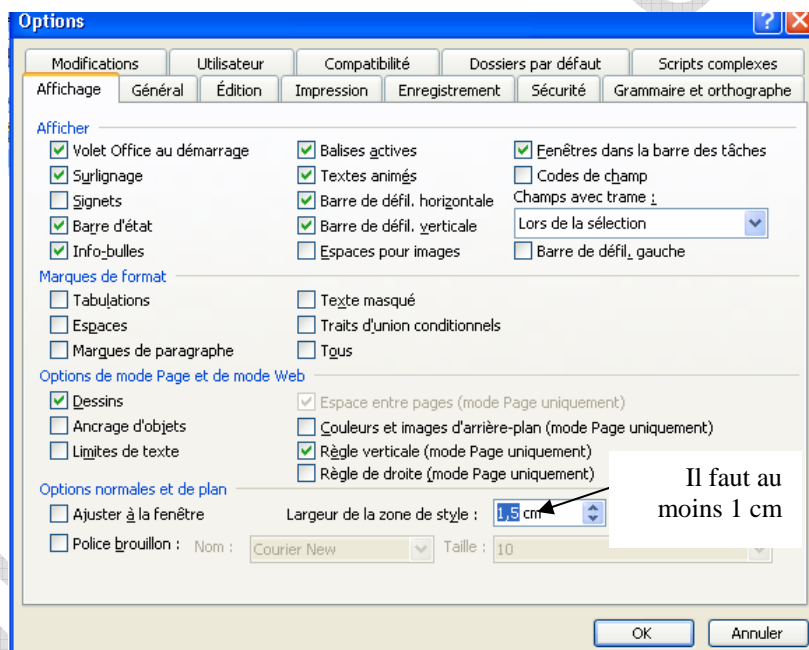 Options
Modifications Utilisateur Compatibilité Dossiers par défaut Scripts complexes
Affichage Général Édition Impression Enregistrement Sécurité Grammaire et orthographe
Afficher
Volet Office au démarrage Balises actives Fenêtres dans la barre des tâches
Surlignage Textes animés Codes de champ
Signets Barre de défil. horizontale Champs avec trame :
Barre d'état Barre de défil. verticale Lors de la sélection
Info-bulles Espaces pour images Barre de défil. gauche
Marques de format
Tabulations Texte masqué
Espaces Traits d'union conditionnels
Marques de paragraphe Tous
Options de mode Page et de mode Web
Dessins Espace entre pages (mode Page uniquement)
Ancrage d'objets Couleurs et images d'arrière-plan (mode Page uniquement)
Limites de texte Règle verticale (mode Page uniquement)
Règle de droite (mode Page uniquement)
Options normales et de plan
Ajuster à la fenêtre Largeur de la zone de style : 1,5 cm
Police brouillon : Nom : Courier New Taille : 10
Il faut au
moins 1 cm
OK Annuler